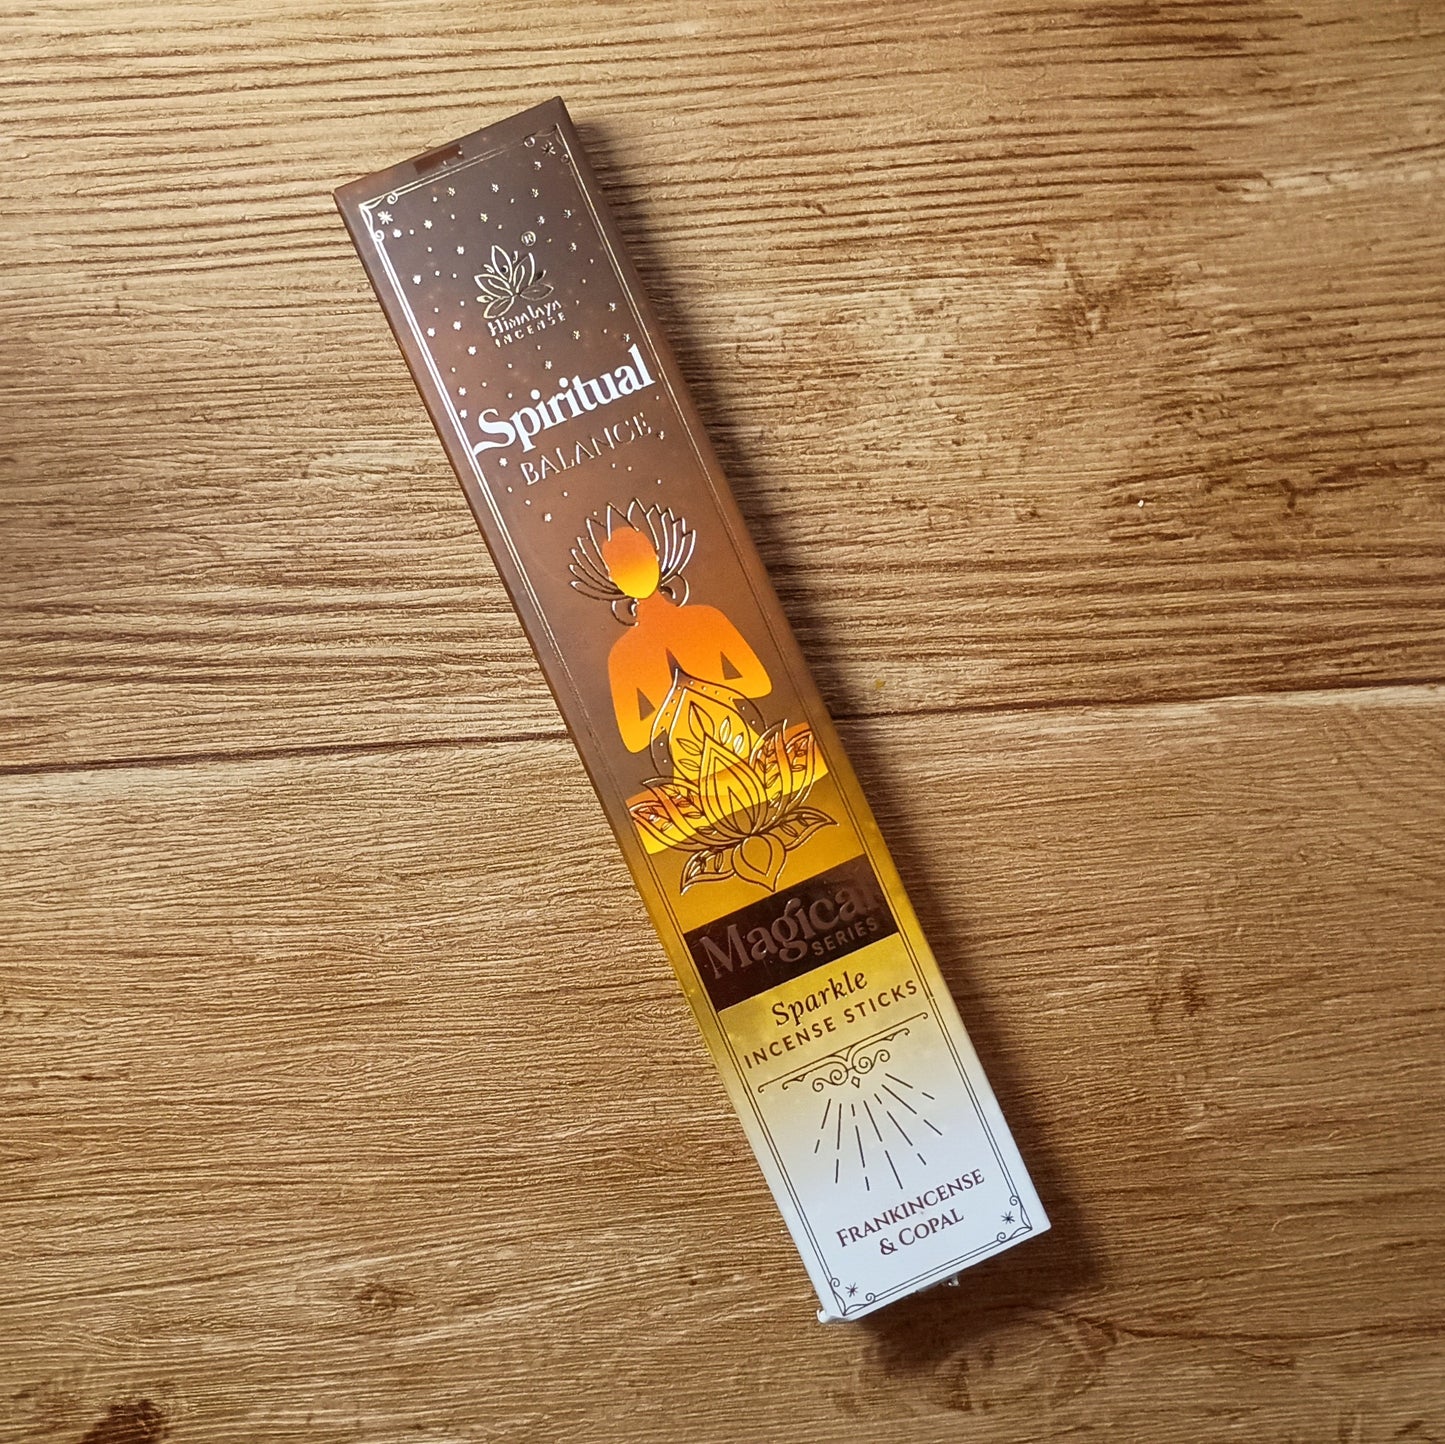 ®
Himalaya
INCENSE
Spiritual
BALANCE
Magical
SERIES
Sparkle
INCENSE STICKS
FRANKINCENSE
& COPAL